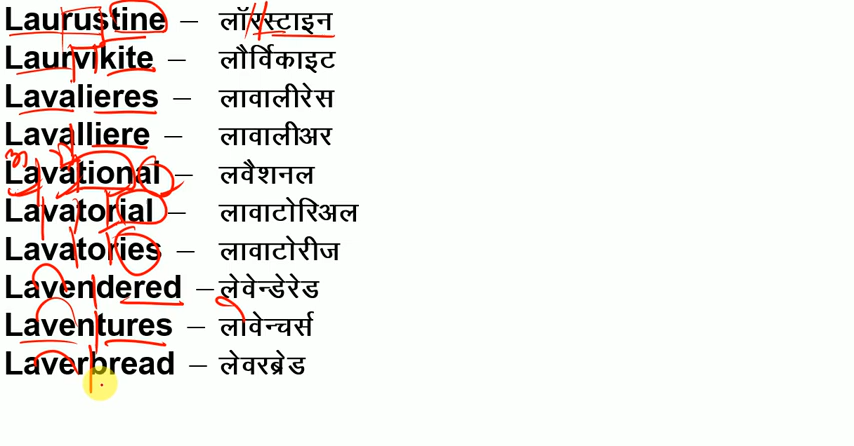 Laurustine – लॉरस्टाइन
Laurvikite – लौर्विकाइट
Lavalieres – लावालीरेस
Lavalliere – लावालीअर
Lavational – लवैशनल
Lavatorial – लावाटोरिअल
Lavatories – लावाटोरीज
Lavendered – लेवेन्डेरेड
Laventures – लावेन्चर्स
Laverbread – लेवरब्रेड